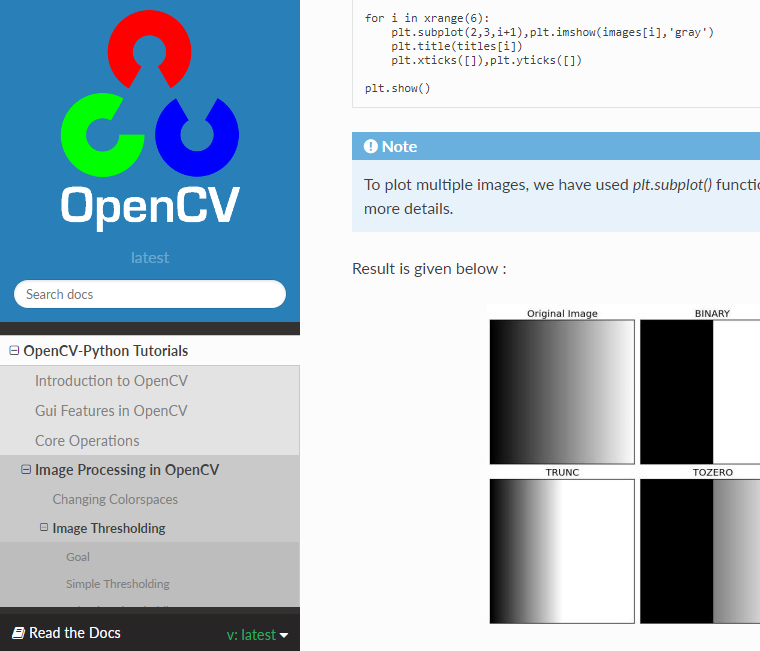 OpenCV
latest
Search docs
OpenCV-Python Tutorials
Introduction to OpenCV
Gui Features in OpenCV
Core Operations
Image Processing in OpenCV
Changing Colorspaces
Image Thresholding
Goal
Simple Thresholding
Read the Docs
v: latest
for i in xrange(6):
    plt.subplot(2,3,i+1),plt.imshow(images[i],'gray')
    plt.title(titles[i])
    plt.xticks([]),plt.yticks([])
plt.show()
Note
To plot multiple images, we have used plt.subplot() functio
more details.
Result is given below :
Original Image BINARY
TRUNC TOZERO